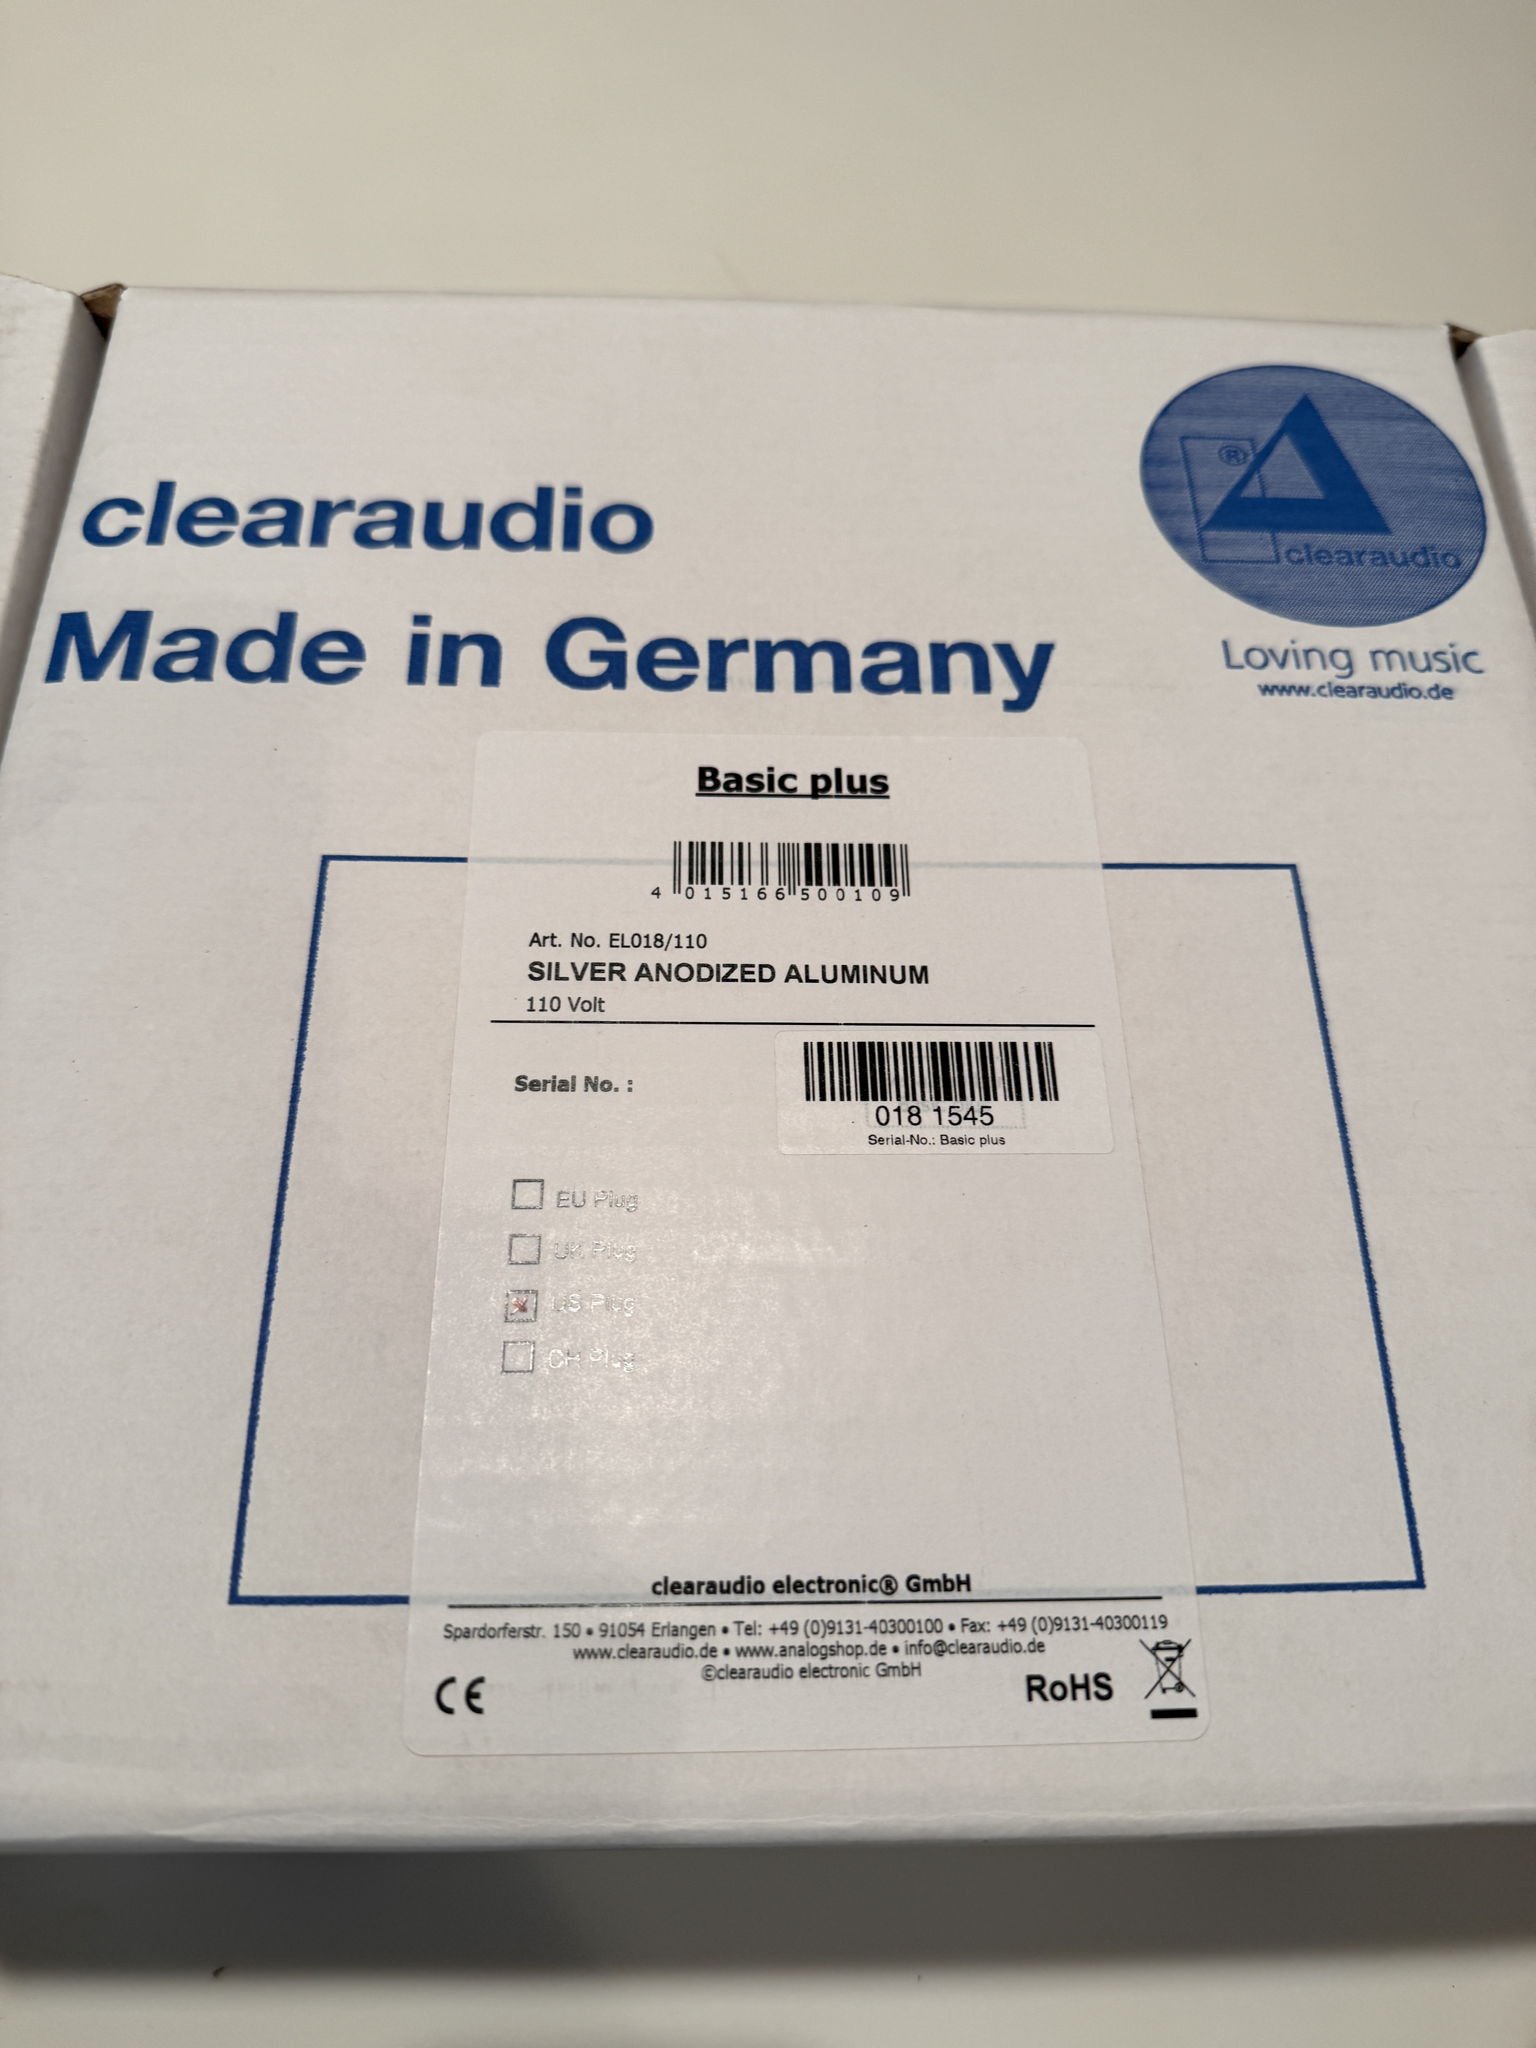 clearaudio
Made in Germany
®
clearaudio
Loving music
www.clearaudio.de
Basic plus
4 015166 500109
Art. No. EL018/110
SILVER ANODIZED ALUMINUM
110 Volt
Serial No. :
018 1545
Serial-No.: Basic plus
EU Plug
UK Plug
US Plug
CH Plug
clearaudio electronic® GmbH
Spardorferstr. 150 • 91054 Erlangen • Tel: +49 (0)9131-40300100 • Fax: +49 (0)9131-40300119
www.clearaudio.de • www.analogshop.de • info@clearaudio.de
©clearaudio electronic GmbH
CE
RoHS